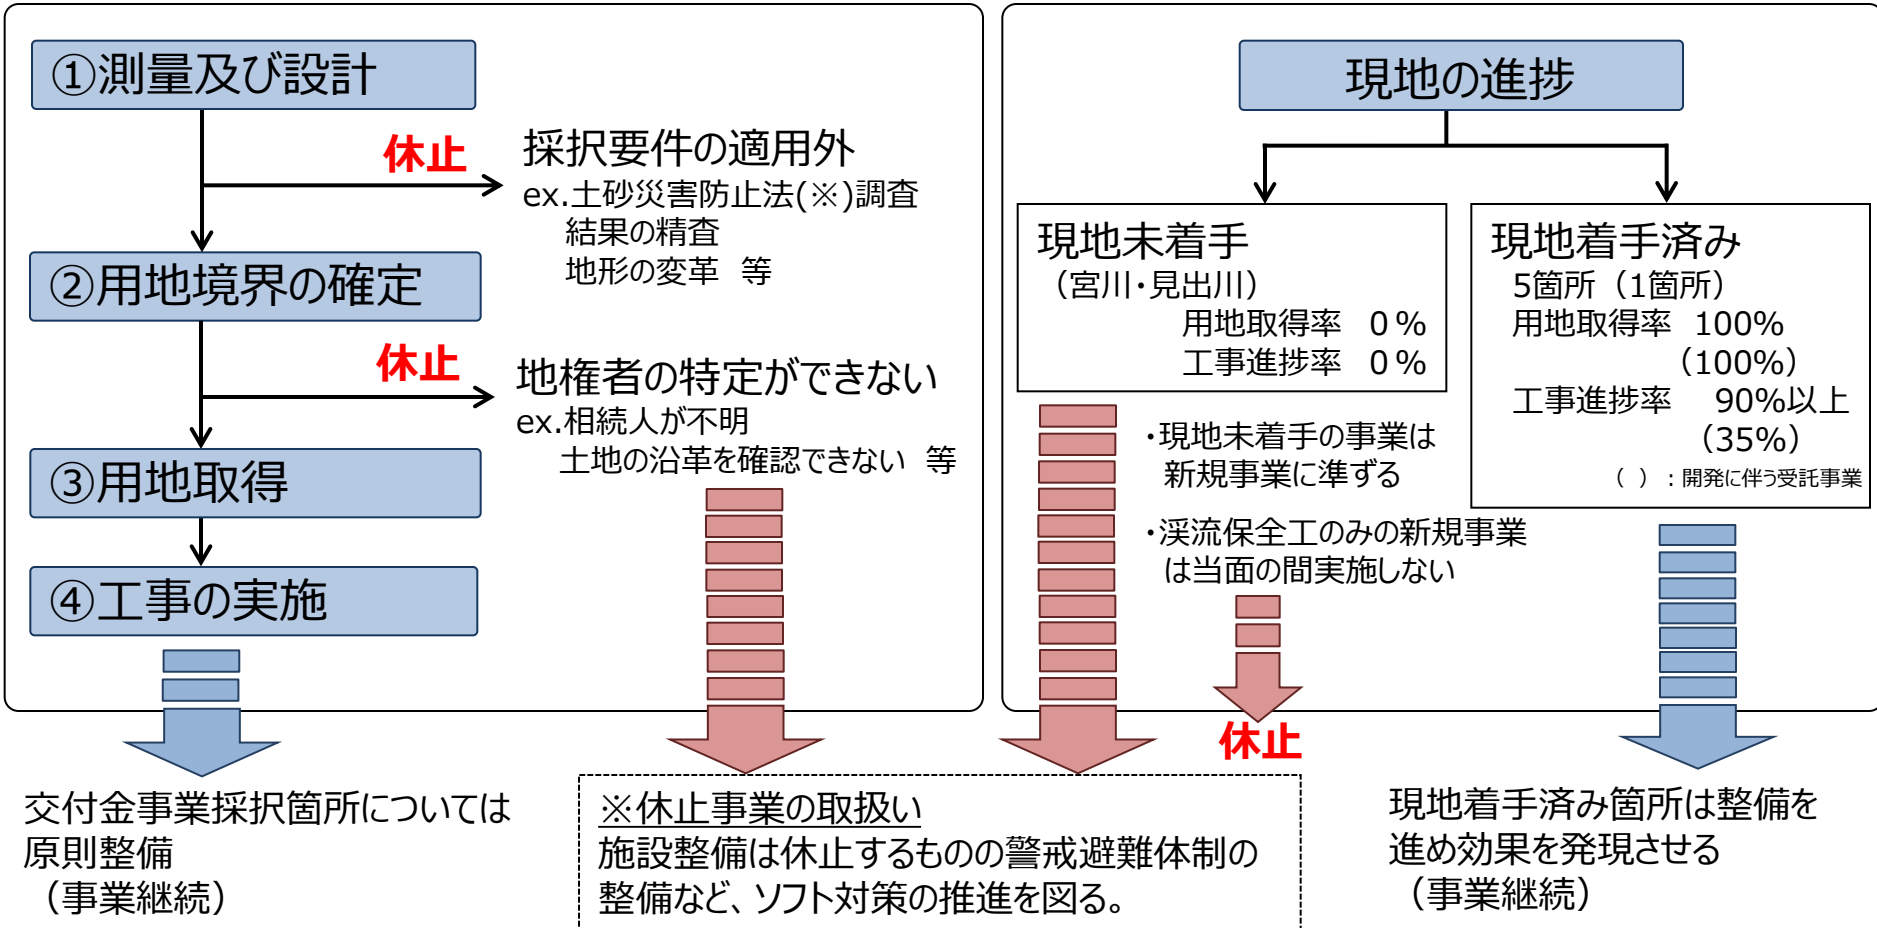 ①測量及び設計
休止
採択要件の適用外
ex.土砂災害防止法(※)調査
結果の精査
地形の変革 等
②用地境界の確定
休止
地権者の特定ができない
ex.相続人が不明
土地の沿革を確認できない 等
③用地取得
④工事の実施
交付金事業採択箇所については
原則整備
（事業継続）
現地の進捗
現地未着手
（宮川・見出川）
用地取得率 0%
工事進捗率 0%
・現地未着手の事業は
新規事業に準ずる
・渓流保全工のみの新規事業
は当面の間実施しない
休止
現地着手済み
5箇所（1箇所）
用地取得率 100%
（100%）
工事進捗率 90%以上
（35%）
（ ）：開発に伴う受託事業
※休止事業の取扱い
施設整備は休止するものの警戒避難体制の
整備など、ソフト対策の推進を図る。
現地着手済み箇所は整備を
進め効果を発現させる
（事業継続）